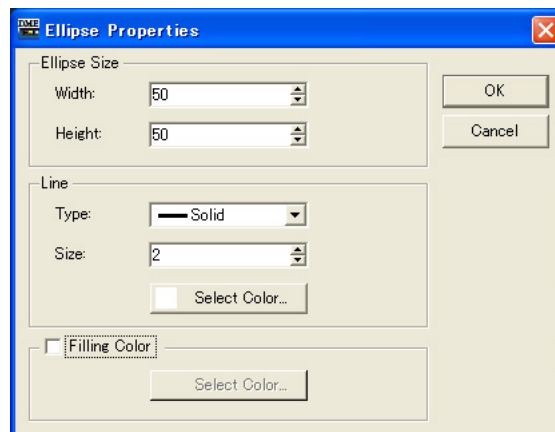 DME
Ellipse Properties
Ellipse Size
Width: 50
Height: 50
OK
Cancel
Line
Type: Solid
Size: 2
Select Color...
Filling Color
Select Color...